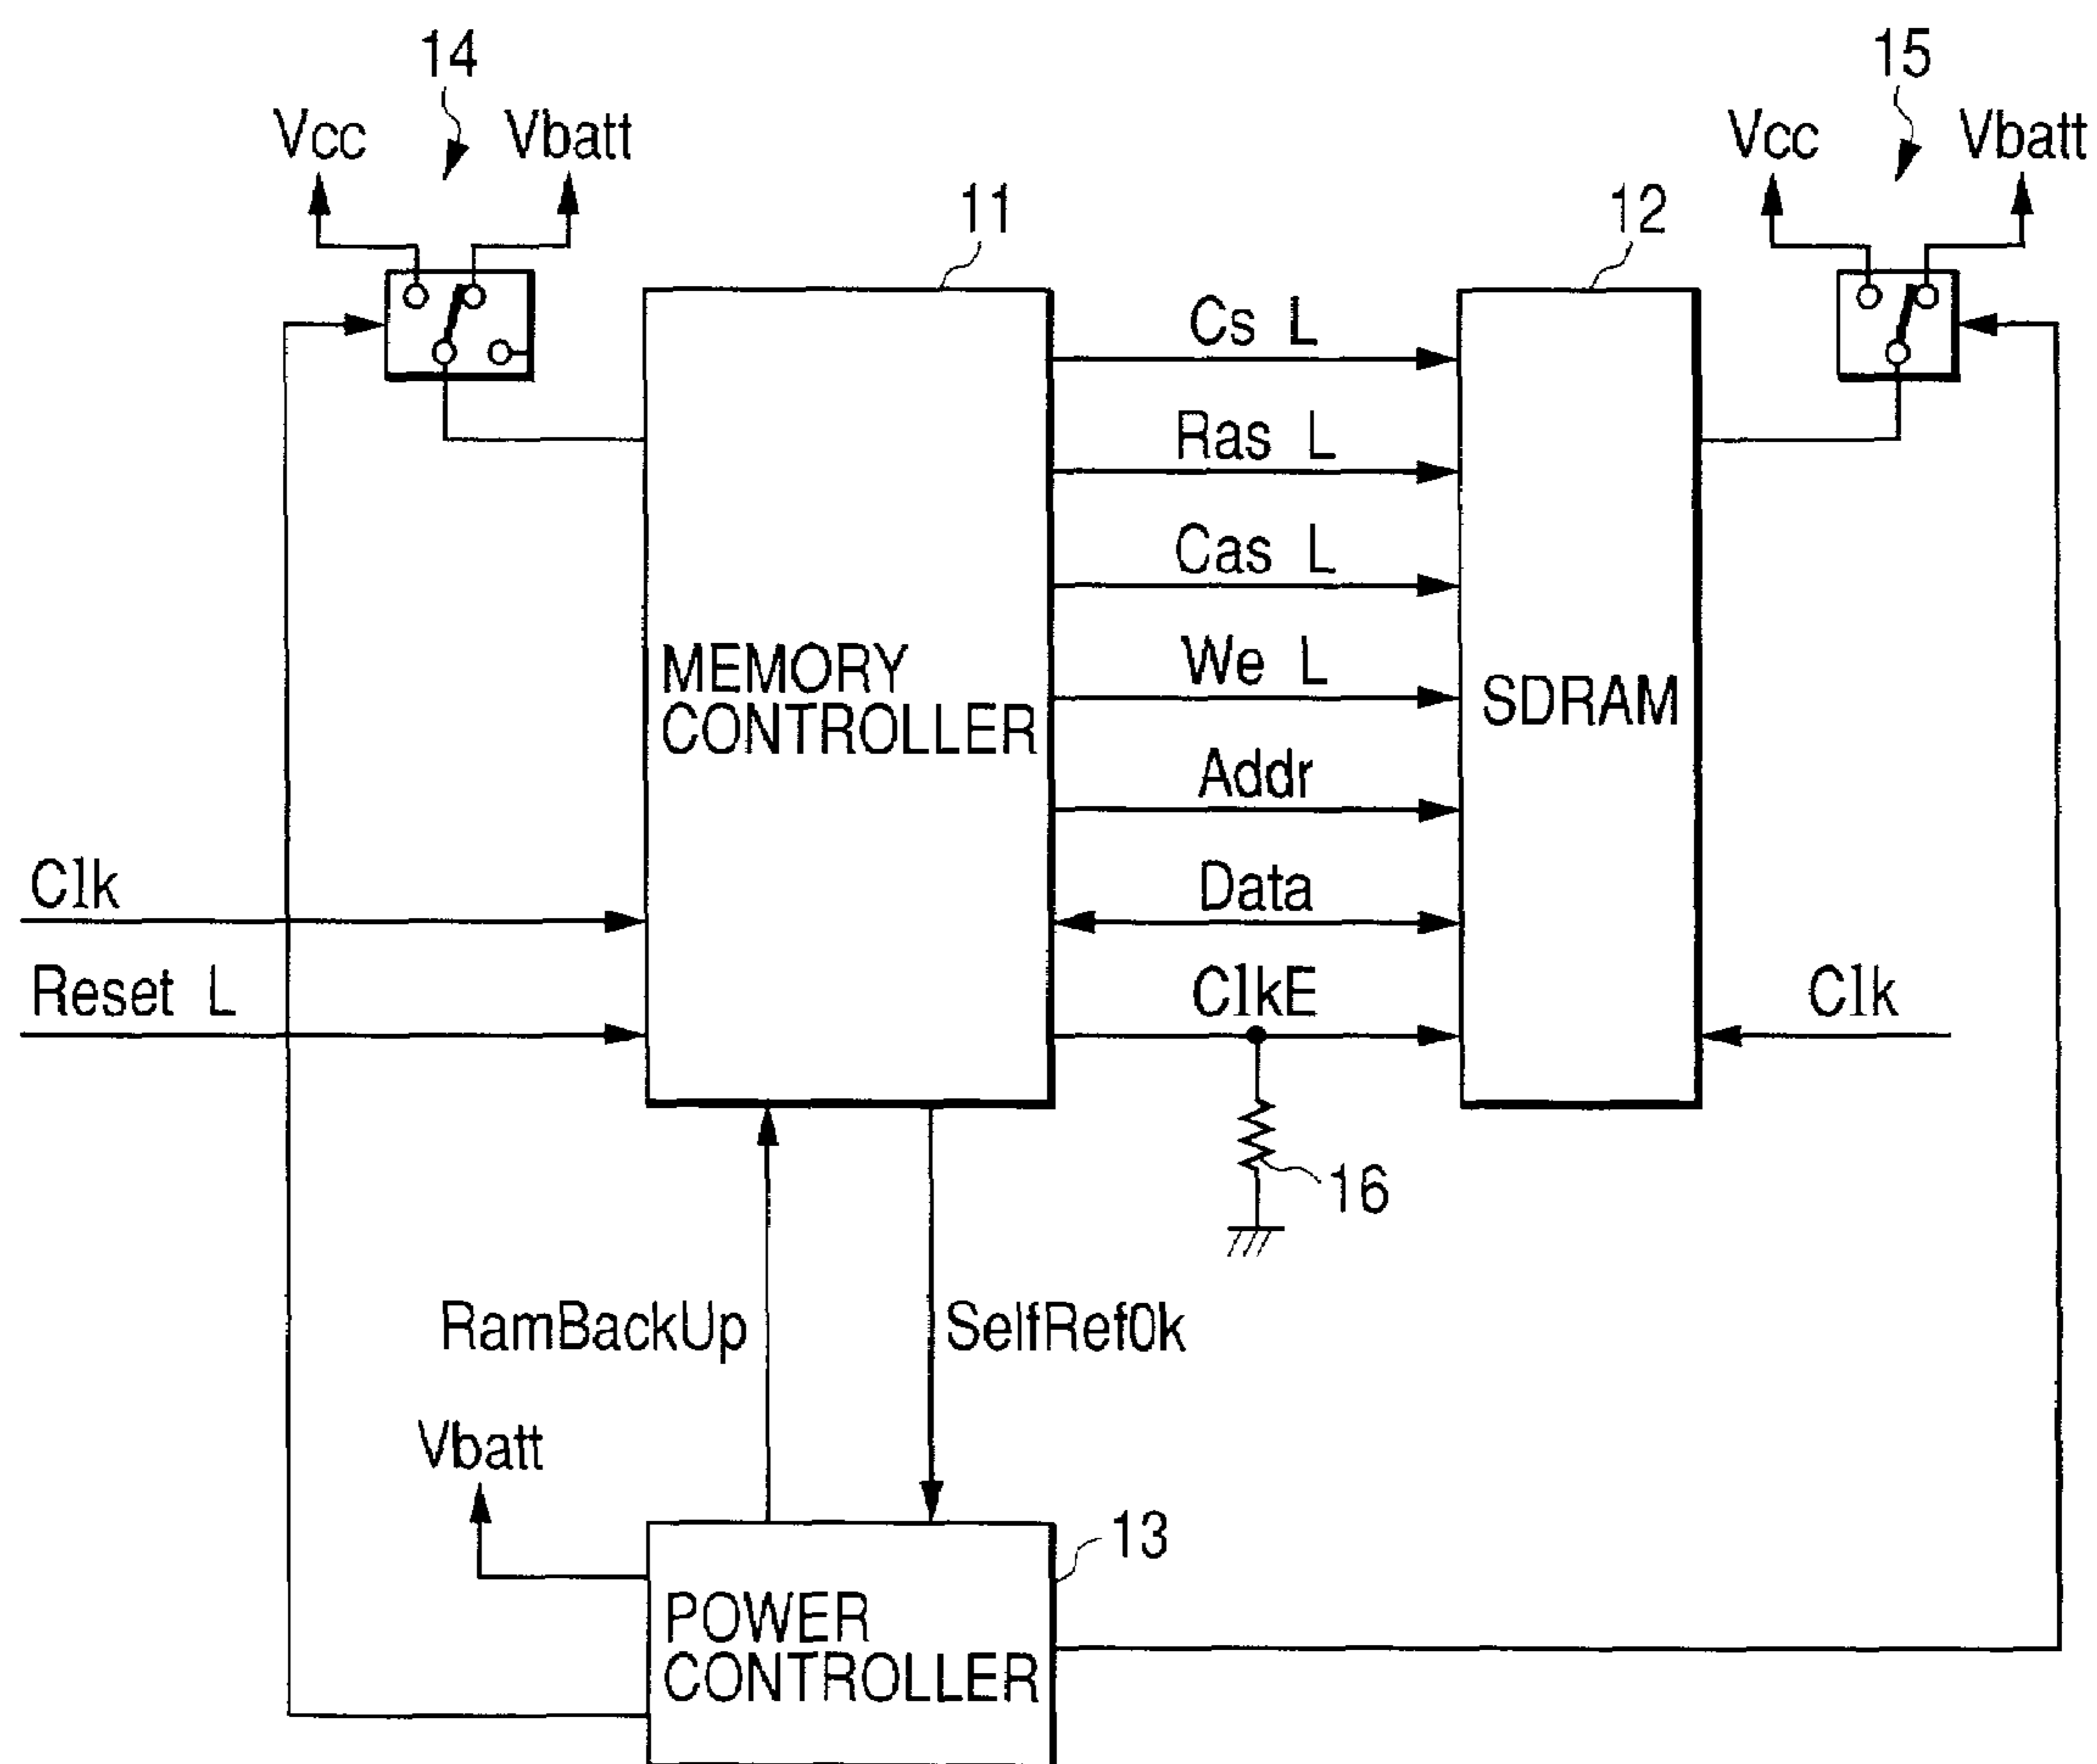 14
15
Vcc
Vbatt
Vcc
Vbatt
11
12
Cs L
Ras L
Cas L
We L
MEMORY
CONTROLLER
SDRAM
Addr
Data
Clk
Reset L
ClkE
Clk
16
RamBackUp
SelfRefOk
Vbatt
13
POWER
CONTROLLER